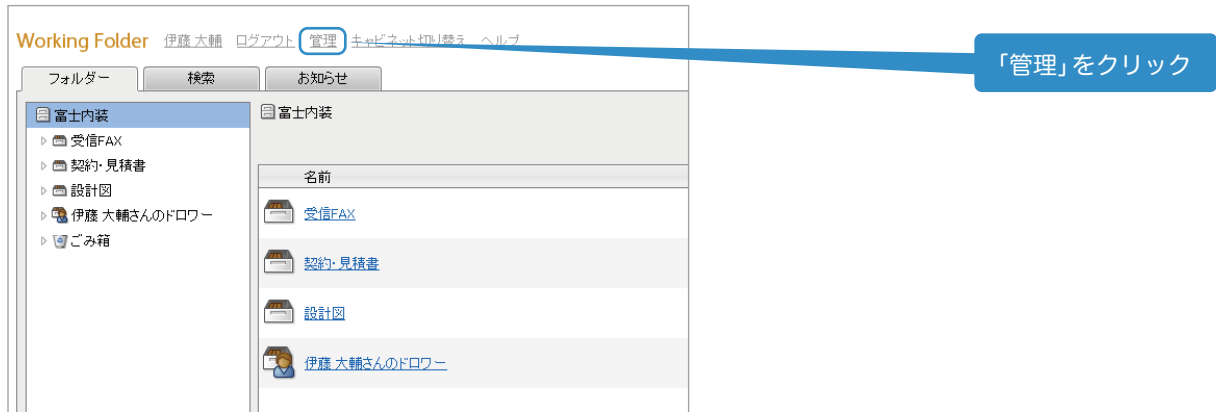 Working Folder 伊藤 大輔 ログアウト 管理 キャビネット切り替え ヘルプ
「管理」をクリック
フォルダー 検索 お知らせ
富士内装
受信FAX
契約・見積書
設計図
伊藤 大輔さんのドロワー
ごみ箱
富士内装
名前
受信FAX
契約・見積書
設計図
伊藤 大輔さんのドロワー